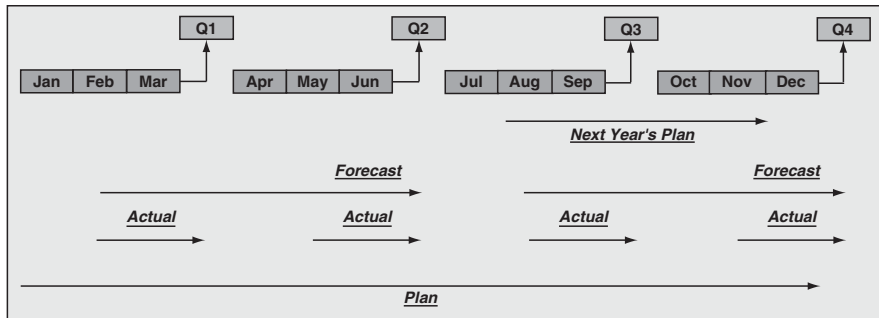 Q1 Q2 Q3 Q4
Jan Feb Mar Apr May Jun Jul Aug Sep Oct Nov Dec
Next Year's Plan
Forecast Forecast
Actual Actual Actual Actual
Plan